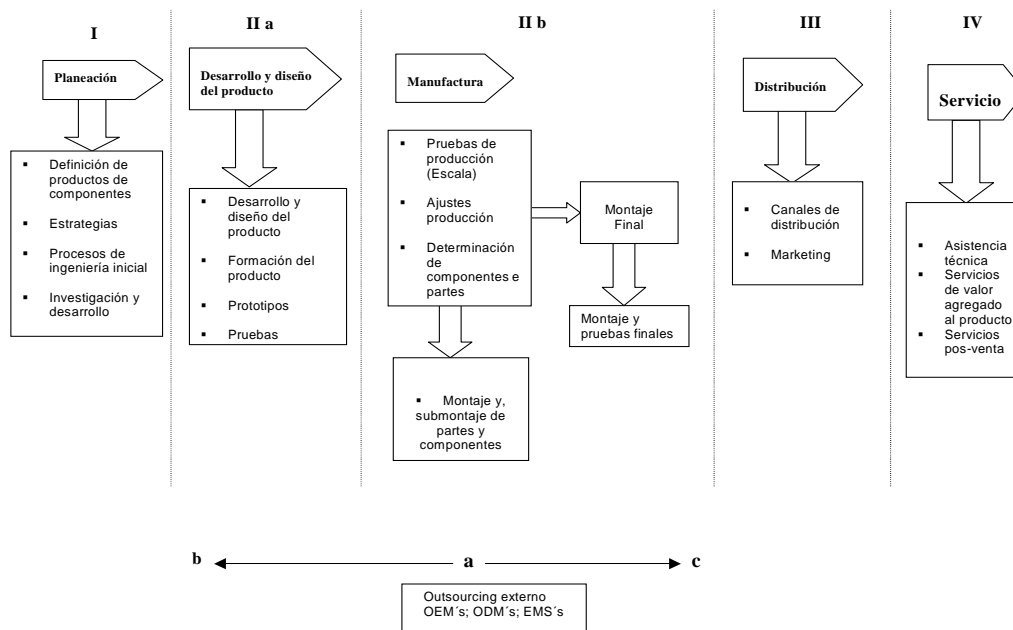 I
II a
II b
III
IV
Planeación
Desarrollo y diseño
del producto
Manufactura
Distribución
Servicio
▪ Definición de
productos de
componentes
▪ Estrategias
▪ Procesos de
ingeniería inicial
▪ Investigación y
desarrollo
▪ Desarrollo y
diseño del
producto
▪ Formación del
producto
▪ Prototipos
▪ Pruebas
▪ Pruebas de
producción
(Escala)
▪ Ajustes
producción
▪ Determinación
de
componentes e
partes
Montaje
Final
Montaje y
pruebas finales
▪ Montaje y,
submontaje de
partes y
componentes
▪ Canales de
distribución
▪ Marketing
▪ Asistencia
técnica
▪ Servicios
de valor
agregado
al producto
▪ Servicios
pos-venta
b
a
c
Outsourcing externo
OEM´s; ODM´s; EMS´s